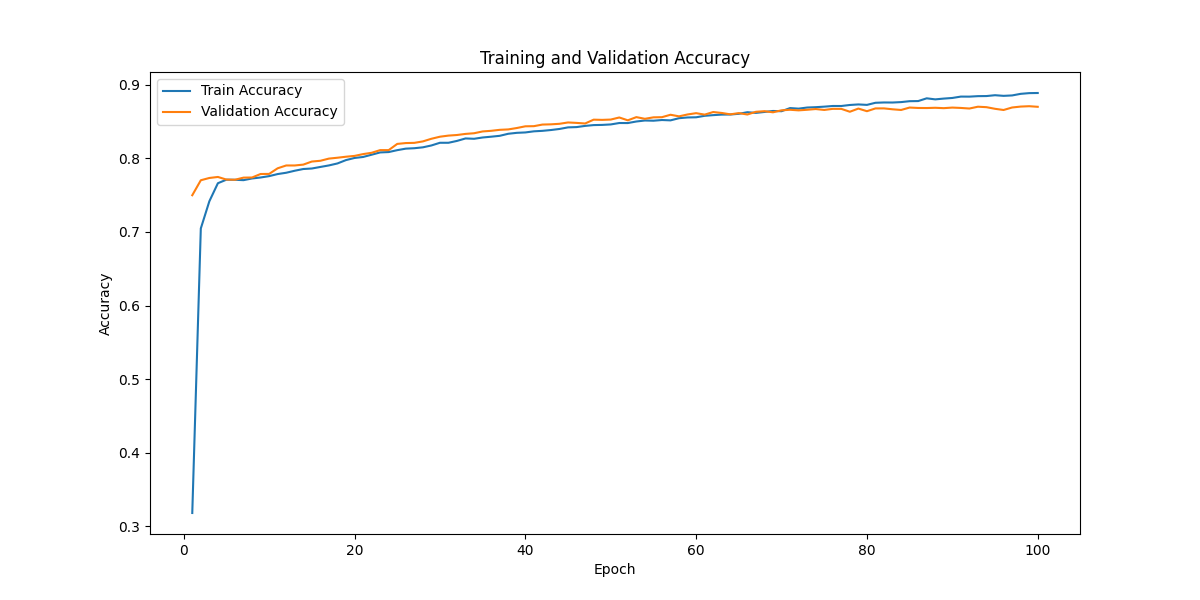 Training and Validation Accuracy
Train Accuracy
Validation Accuracy
0.9
0.8
0.7
0.6
0.5
0.4
0.3
Accuracy
0 20 40 60 80 100
Epoch